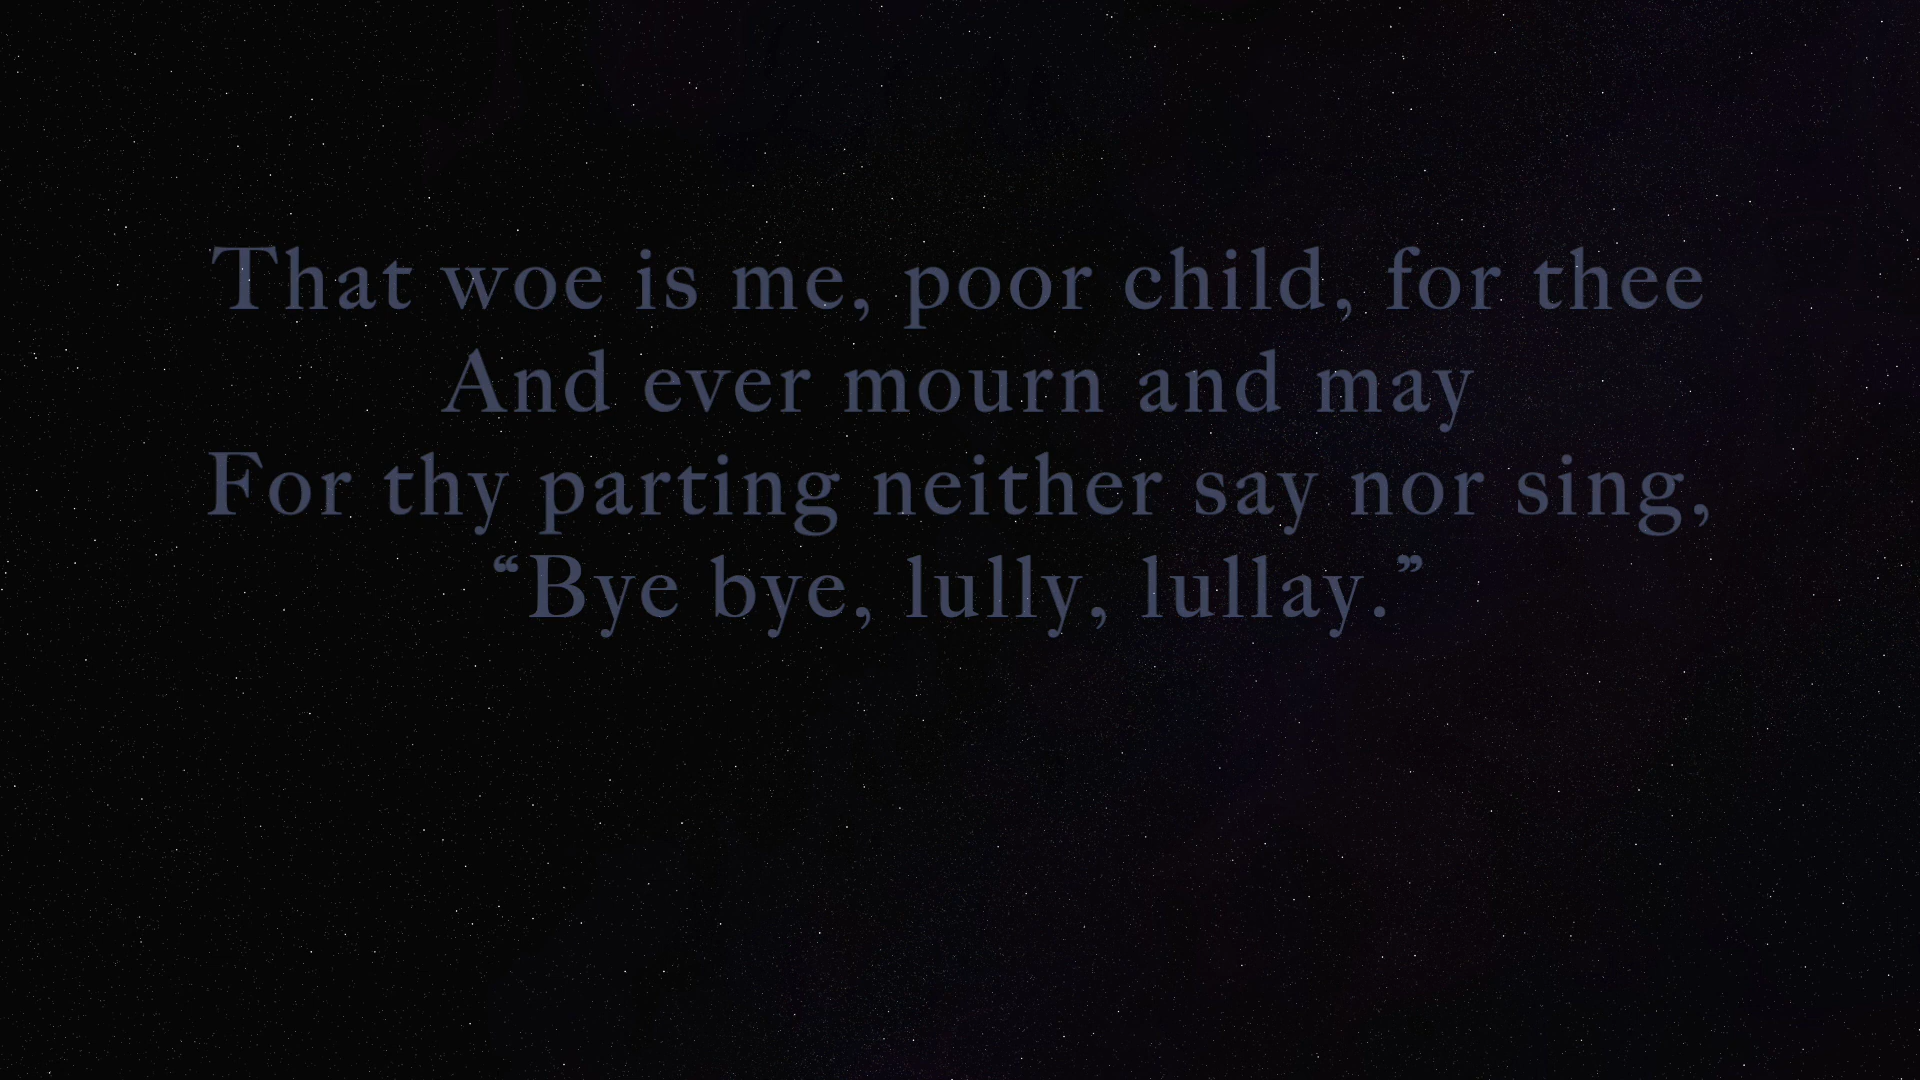 That woe is me, poor child, for thee
And ever mourn and may
For thy parting neither say nor sing,
“Bye bye, lully, lullay.”